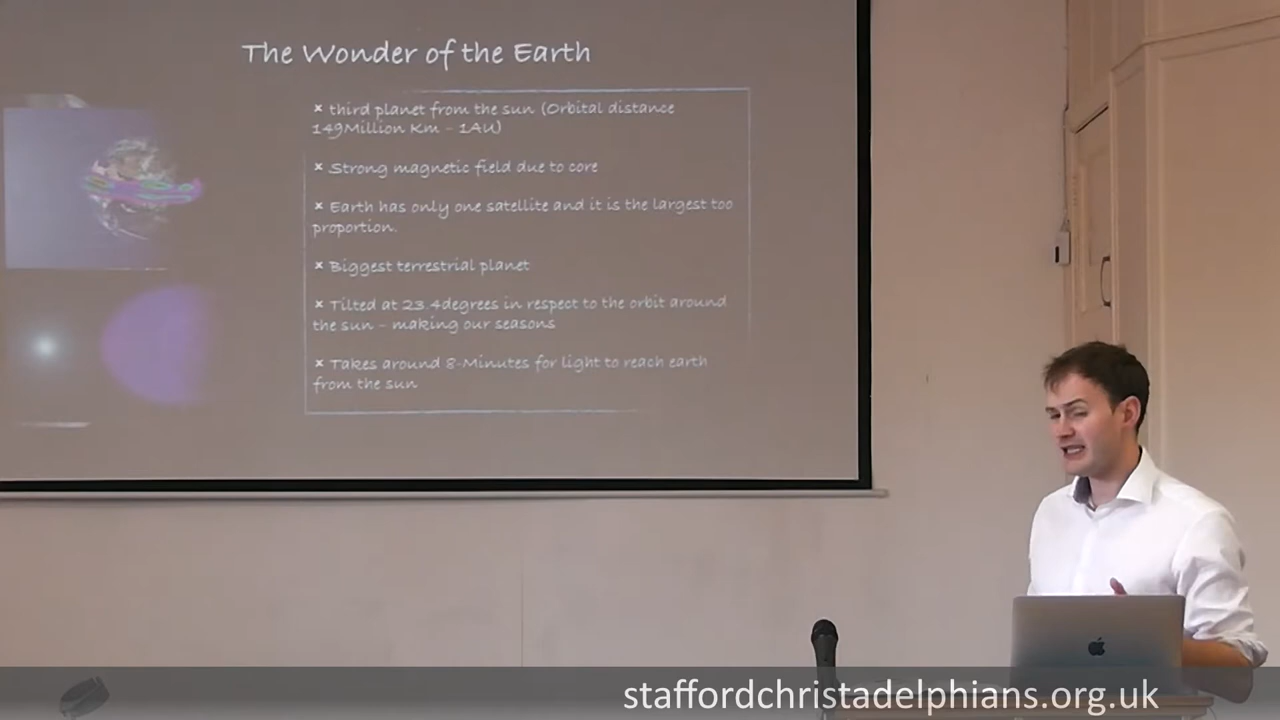 The Wonder of the Earth
× third planet from the sun (Orbital distance
149Million Km - 1AU)
× Strong magnetic field due to core
× Earth has only one satellite and it is the largest too
proportion.
× Biggest terrestrial planet
× Tilted at 23.4degrees in respect to the orbit around
the sun - making our seasons
× Takes around 8-Minutes for light to reach earth
from the sun
staffordchristadelphians.org.uk